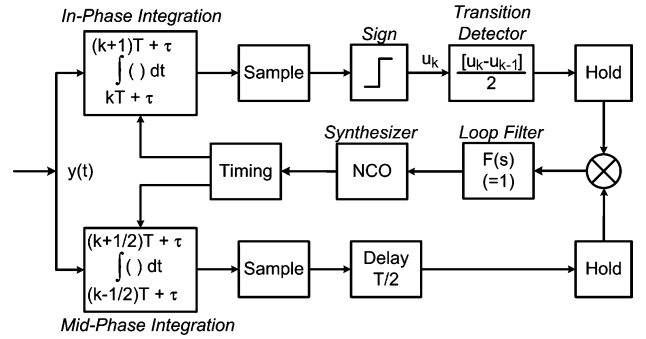 In-Phase Integration
(k+1)T + τ
∫( ) dt
kT + τ
Sample
Sign
u_k
Transition
Detector
[u_k-u_{k-1}]
2
Hold
y(t)
Timing
Synthesizer
NCO
Loop Filter
F(s)
(=1)
(k+1/2)T + τ
∫( ) dt
(k-1/2)T + τ
Mid-Phase Integration
Sample
Delay
T/2
Hold